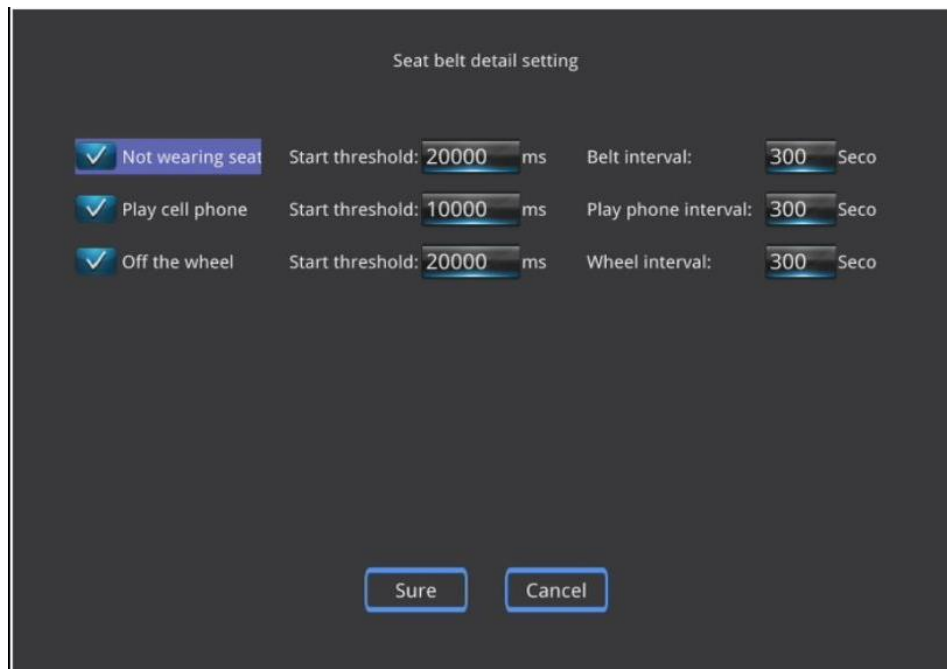 Seat belt detail setting
Not wearing seat Start threshold: 20000 ms Belt interval: 300 Seco
Play cell phone Start threshold: 10000 ms Play phone interval: 300 Seco
Off the wheel Start threshold: 20000 ms Wheel interval: 300 Seco
Sure Cancel